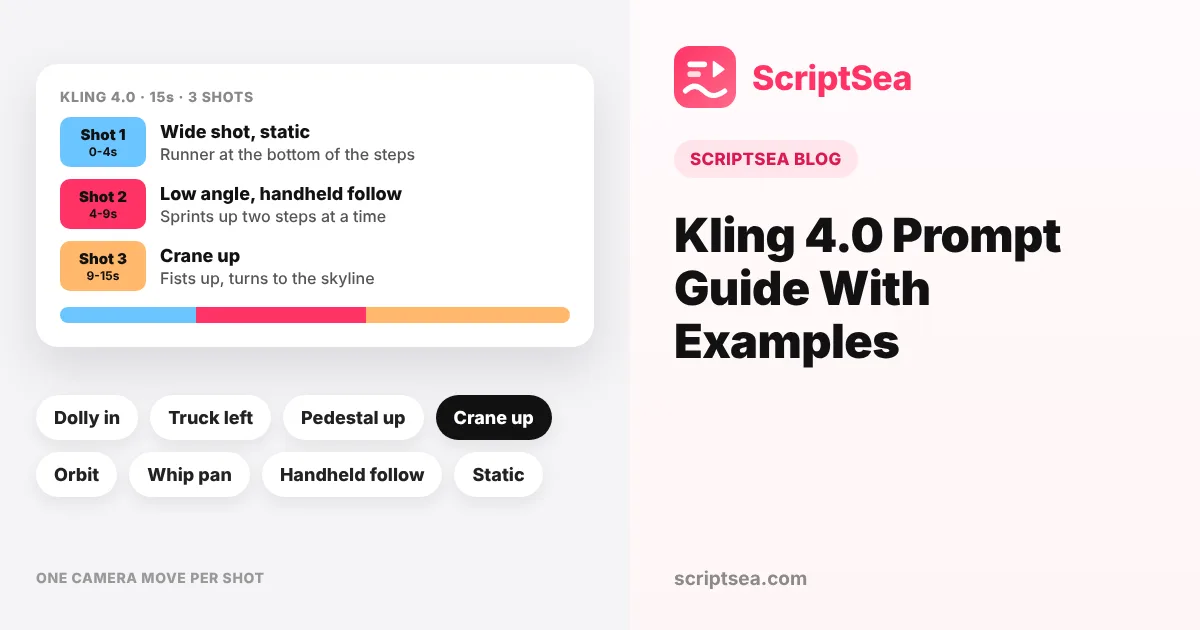 KLING 4.0 · 15s · 3 SHOTS
Shot 1
0-4s
Wide shot, static
Runner at the bottom of the steps
Shot 2
4-9s
Low angle, handheld follow
Sprints up two steps at a time
Shot 3
9-15s
Crane up
Fists up, turns to the skyline
Dolly in
Truck left
Pedestal up
Crane up
Orbit
Whip pan
Handheld follow
Static
ONE CAMERA MOVE PER SHOT
ScriptSea
SCRIPTSEA BLOG
Kling 4.0 Prompt
Guide With
Examples
scriptsea.com